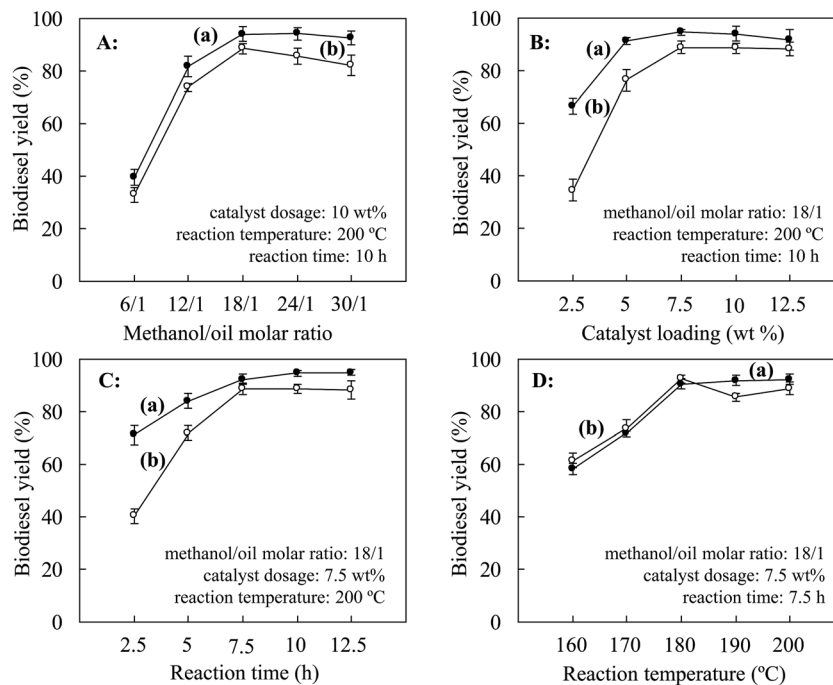 A:
(a)
(b)
100
80
60
40
20
0
Biodiesel yield (%)
catalyst dosage: 10 wt%
reaction temperature: 200 ºC
reaction time: 10 h
6/1 12/1 18/1 24/1 30/1
Methanol/oil molar ratio
B:
(a)
(b)
100
80
60
40
20
0
Biodiesel yield (%)
methanol/oil molar ratio: 18/1
reaction temperature: 200 ºC
reaction time: 10 h
2.5 5 7.5 10 12.5
Catalyst loading (wt %)
C:
(a)
(b)
100
80
60
40
20
0
Biodiesel yield (%)
methanol/oil molar ratio: 18/1
catalyst dosage: 7.5 wt%
reaction temperature: 200 ºC
2.5 5 7.5 10 12.5
Reaction time (h)
D:
(a)
(b)
100
80
60
40
20
0
Biodiesel yield (%)
methanol/oil molar ratio: 18/1
catalyst dosage: 7.5 wt%
reaction time: 7.5 h
160 170 180 190 200
Reaction temperature (ºC)